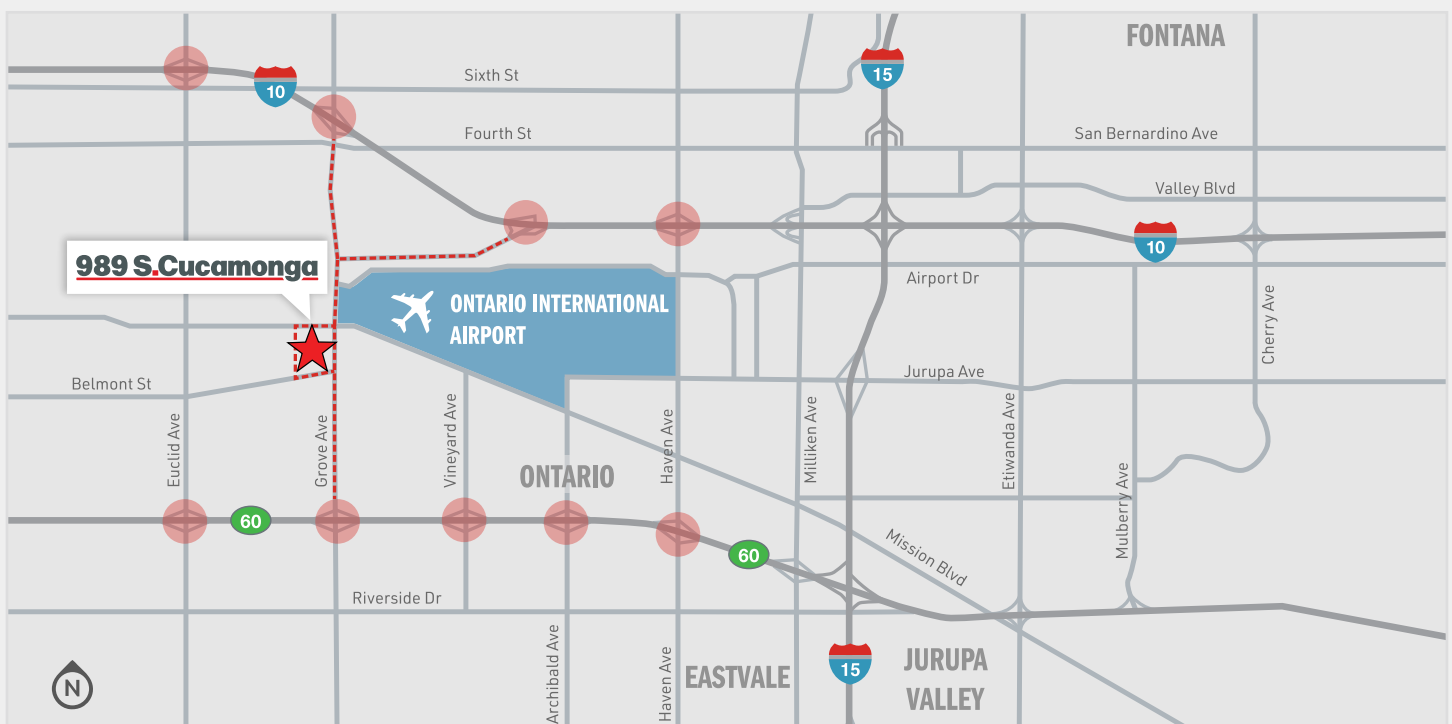 FONTANA
15
Sixth St
10
Fourth St
San Bernardino Ave
Valley Blvd
10
989 S.Cucamonga
Airport Dr
ONTARIO INTERNATIONAL
AIRPORT
Cherry Ave
Belmont St
Jurupa Ave
Euclid Ave
Grove Ave
Vineyard Ave
Haven Ave
Milliken Ave
Etiwanda Ave
Mulberry Ave
ONTARIO
60
60
Mission Blvd
Riverside Dr
Archibald Ave
Haven Ave
EASTVALE
15
JURUPA
VALLEY
N